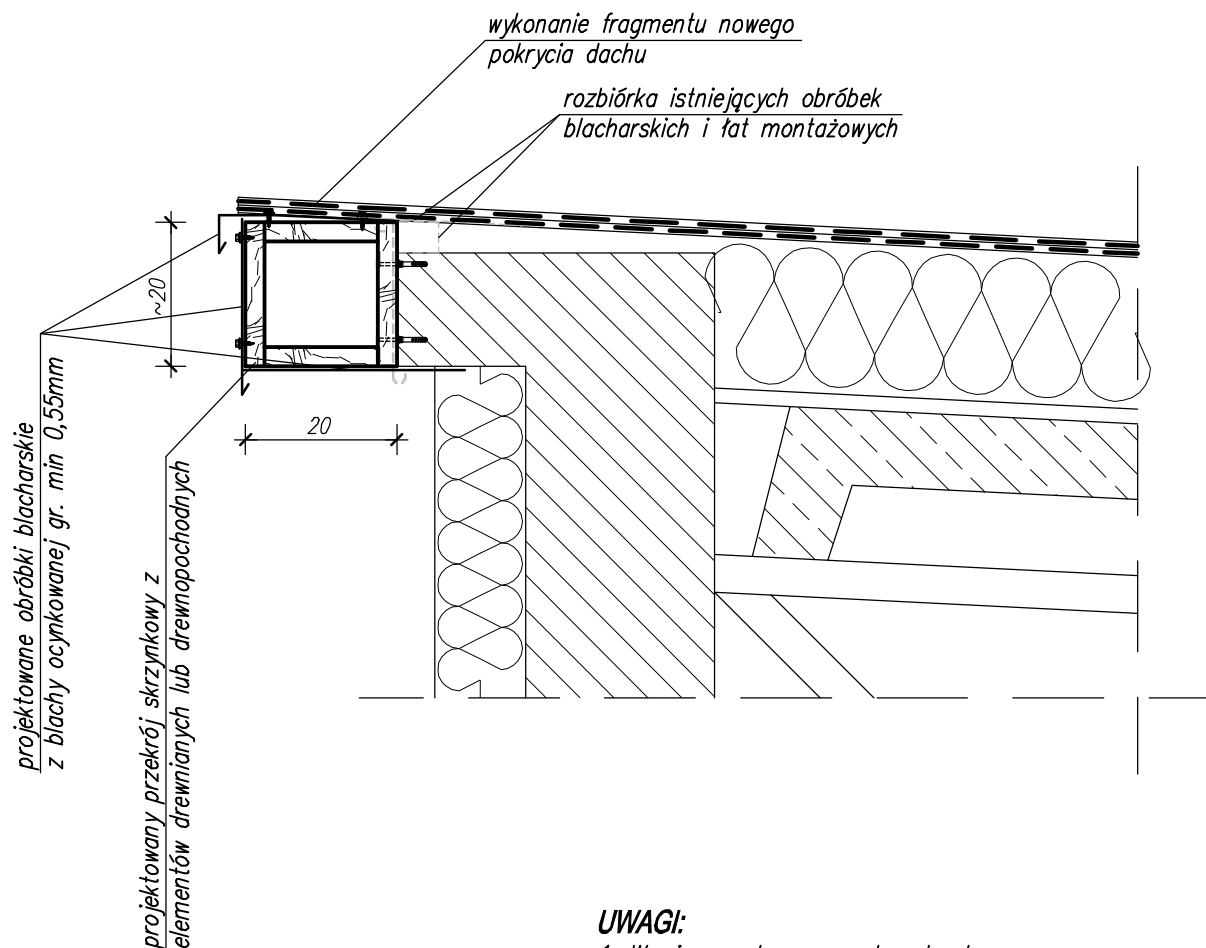 wykonanie fragmentu nowego
pokrycia dachu
rozbiórka istniejących obróbek
blacharskich i łat montażowych
~20
20
projektowane obróbki blacharskie
z blachy ocynkowanej gr. min 0,55mm
projektowany przekrój skrzynkowy z
elementów drewnianych lub drewnopochodnych
UWAGI: